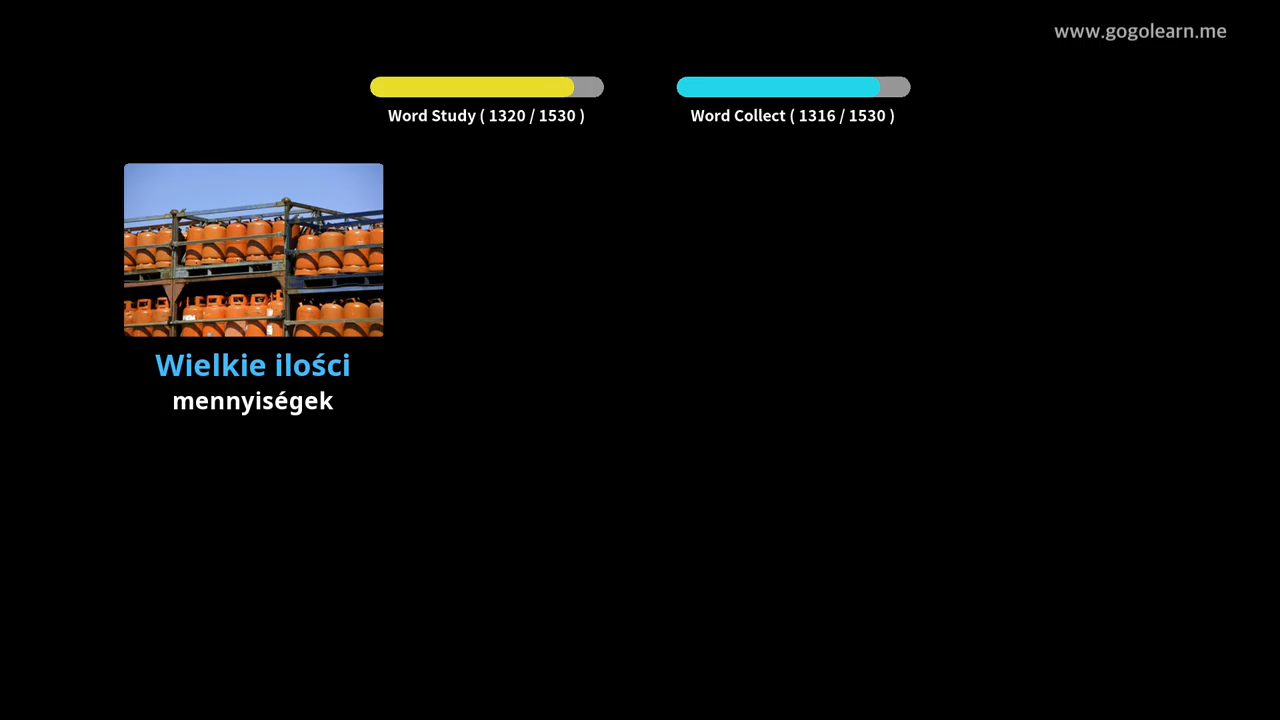 www.gogolearn.me
Word Study ( 1320 / 1530 )
Word Collect ( 1316 / 1530 )
Wielkie ilości
mennyiségek